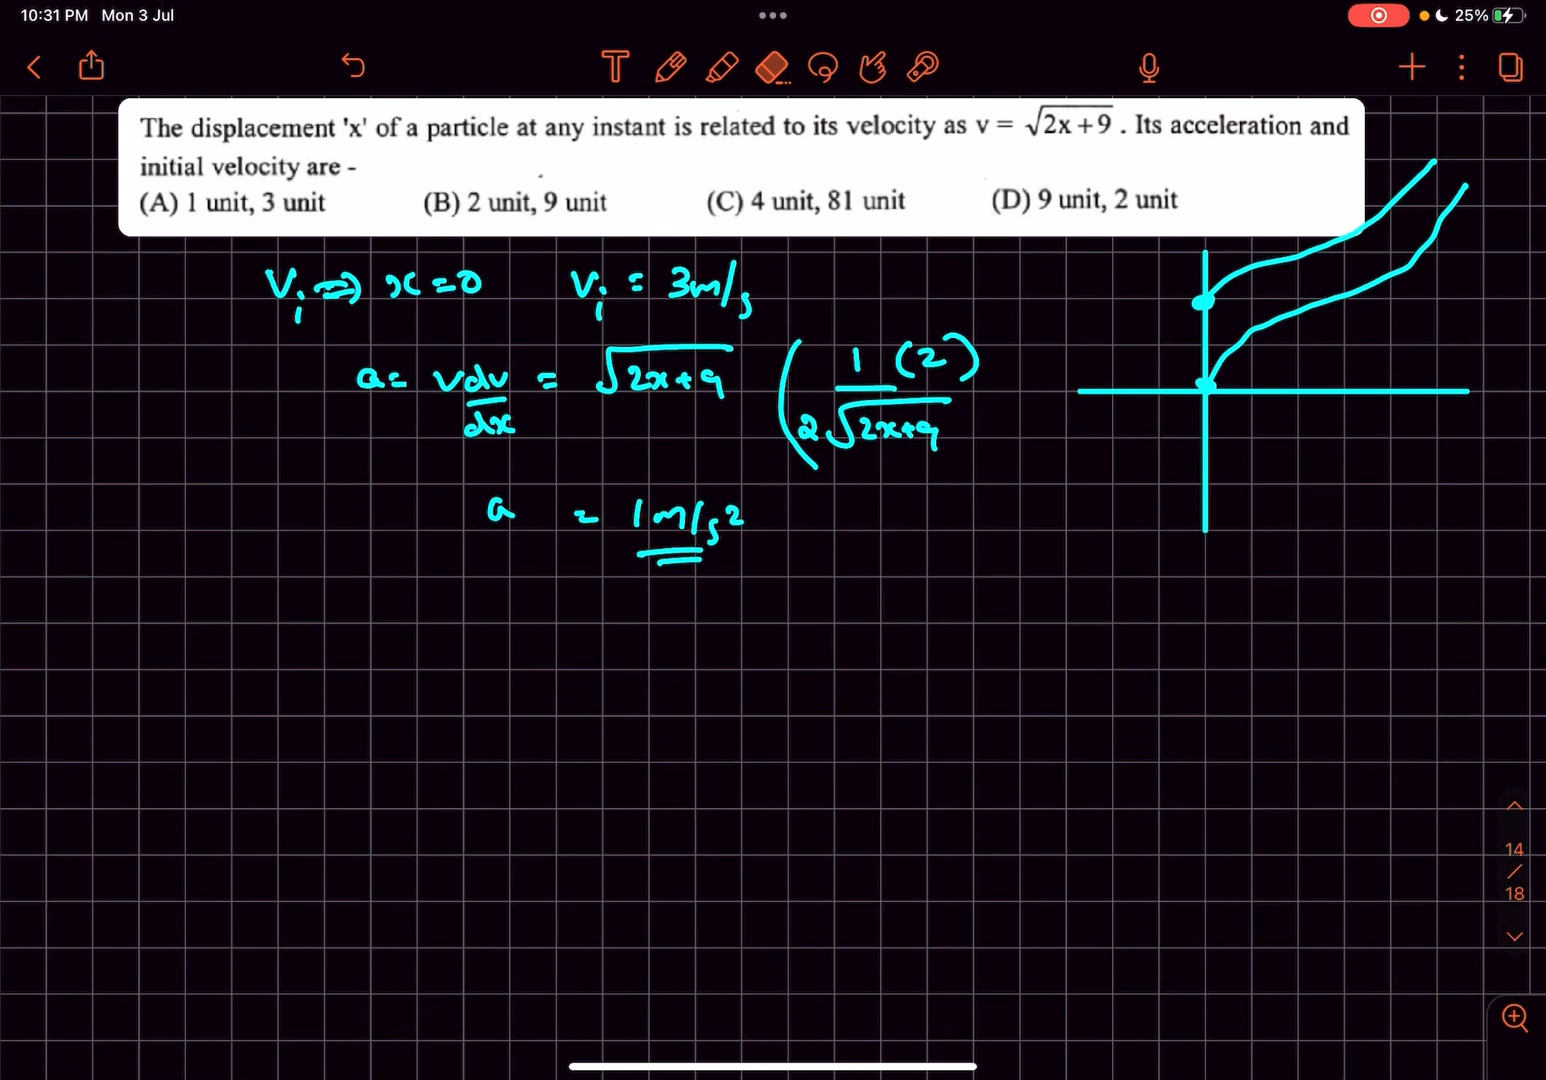 10:31 PM Mon 3 Jul
25%
The displacement 'x' of a particle at any instant is related to its velocity as v = √(2x+9) . Its acceleration and
initial velocity are -
(A) 1 unit, 3 unit (B) 2 unit, 9 unit (C) 4 unit, 81 unit (D) 9 unit, 2 unit
Vi ⇒ x=0 Vi = 3m/s
a= vdv/dx = √(2x+9) (1/(2√(2x+9)) (2))
a = 1m/s²
14
/
18